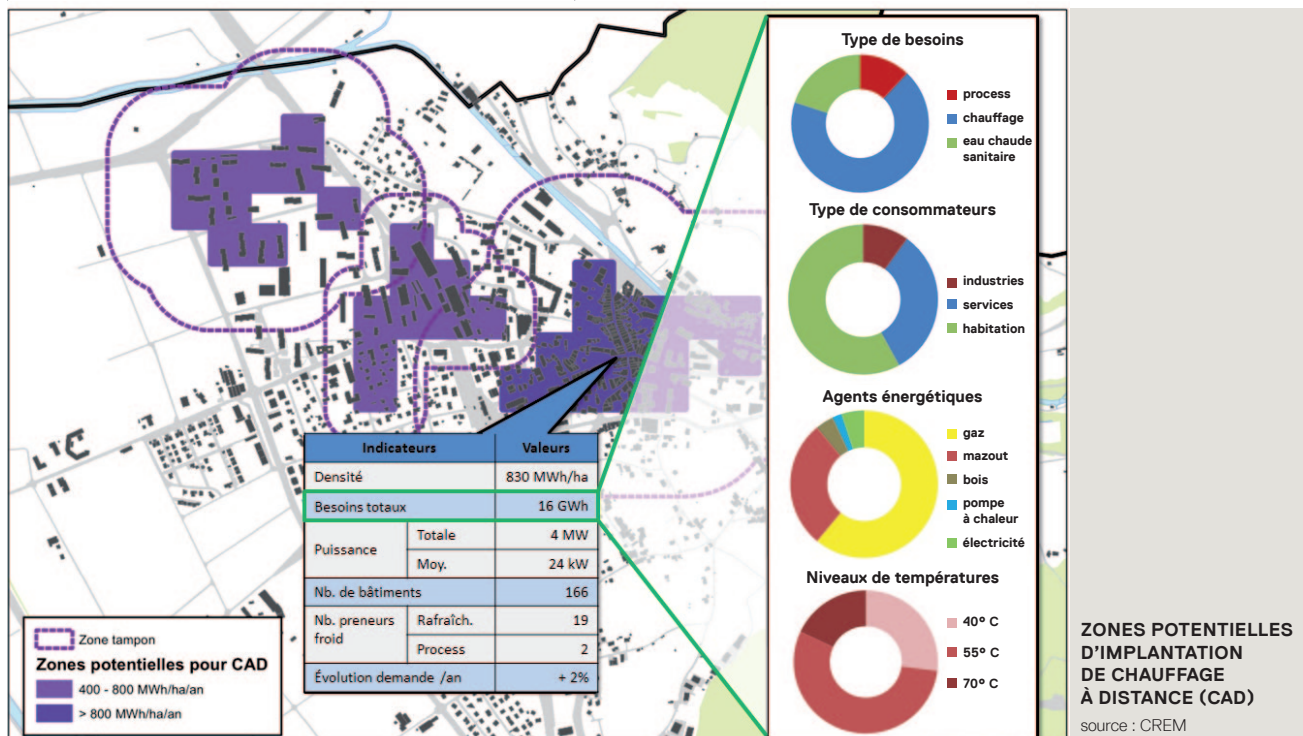 Type de besoins
process
chauffage
eau chaude
sanitaire
Type de consommateurs
industries
services
habitation
Agents énergétiques
gaz
mazout
bois
pompe
à chaleur
électricité
Niveaux de températures
40° C
55° C
70° C
Indicateurs Valeurs
Densité 830 MWh/ha
Besoins totaux 16 GWh
Puissance Totale 4 MW
Moy. 24 kW
Nb. de bâtiments 166
Nb. preneurs
froid
Rafraîch. 19
Process 2
Évolution demande /an + 2%
Zone tampon
Zones potentielles pour CAD
400 - 800 MWh/ha/an
> 800 MWh/ha/an
ZONES POTENTIELLES
D'IMPLANTATION
DE CHAUFFAGE
À DISTANCE (CAD)
source : CREM